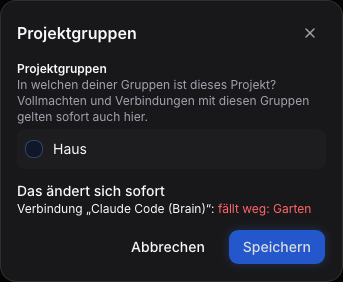 Projektgruppen
Projektgruppen
In welchen deiner Gruppen ist dieses Projekt?
Vollmachten und Verbindungen mit diesen Gruppen
gelten sofort auch hier.
Haus
Das ändert sich sofort
Verbindung „Claude Code (Brain)“: fällt weg: Garten
Abbrechen
Speichern